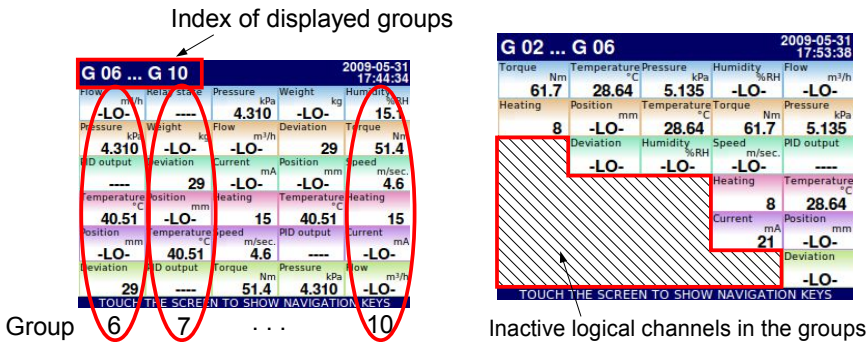 Index of displayed groups
G 06 ... G 10
2009-05-31
17:44:34
Flow Relay state Pressure Weight Humidity
m³/h kPa kg %RH
-LO- ---- 4.310 -LO- 15.1
Pressure Weight Flow Deviation Torque
kPa kg m³/h Nm
4.310 -LO- -LO- 29 51.4
PID output Deviation Current Position Speed
mA mm m/sec.
---- 29 -LO- -LO- 4.6
Temperature Position Heating Temperature Heating
°C mm °C
40.51 -LO- 15 40.51 15
Position Temperature Speed PID output Current
mm °C m/sec. mA
-LO- 40.51 4.6 ---- -LO-
Deviation PID output Torque Pressure Flow
Nm kPa m³/h
29 ---- 51.4 4.310 -LO-
TOUCH THE SCREEN TO SHOW NAVIGATION KEYS
Group 6 7 . . . 10
G 02 ... G 06
2009-05-31
17:53:38
Torque Temperature Pressure Humidity Flow
Nm °C kPa %RH m³/h
61.7 28.64 5.135 -LO- -LO-
Heating Position Temperature Torque Pressure
mm °C Nm kPa
8 -LO- 28.64 61.7 5.135
Deviation Humidity Speed PID output
%RH m/sec.
-LO- -LO- -LO- ----
Heating Temperature
°C
8 28.64
Current Position
mA mm
21 -LO-
Deviation
-LO-
TOUCH THE SCREEN TO SHOW NAVIGATION KEYS
Inactive logical channels in the groups